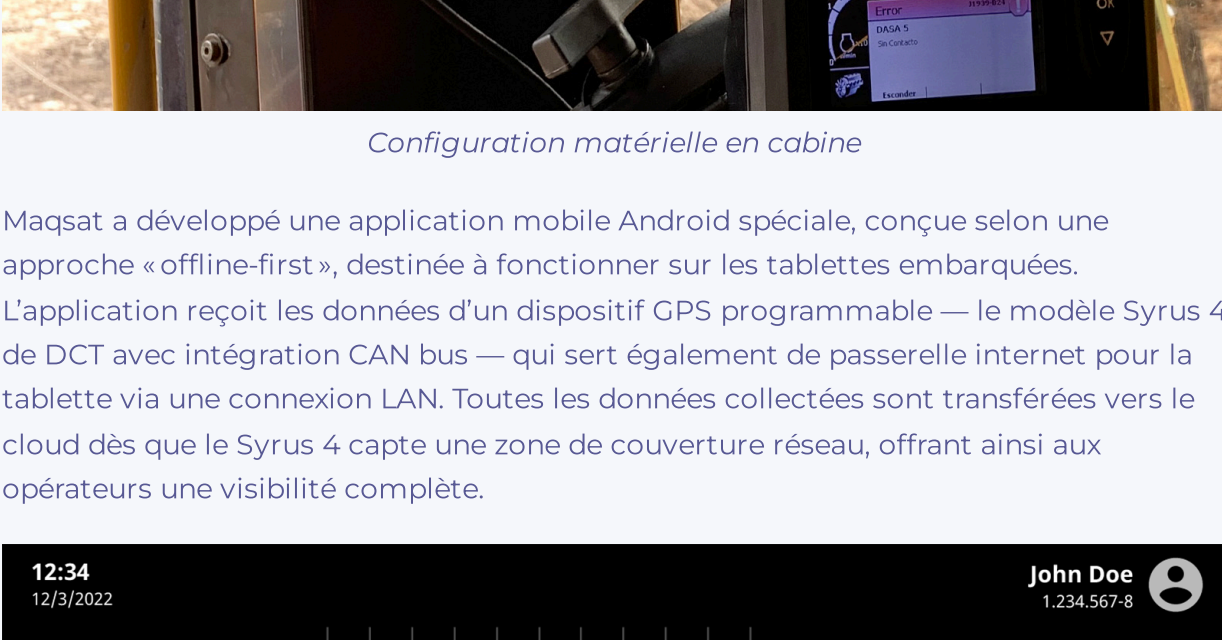 Error
J1939-024
OK
DASA 5
Sin Contacto
Esconder
Configuration matérielle en cabine
Maqsat a développé une application mobile Android spéciale, conçue selon une
approche « offline-first », destinée à fonctionner sur les tablettes embarquées.
L’application reçoit les données d’un dispositif GPS programmable — le modèle Syrus 4
de DCT avec intégration CAN bus — qui sert également de passerelle internet pour la
tablette via une connexion LAN. Toutes les données collectées sont transférées vers le
cloud dès que le Syrus 4 capte une zone de couverture réseau, offrant ainsi aux
opérateurs une visibilité complète.
12:34
John Doe
12/3/2022
1.234.567-8